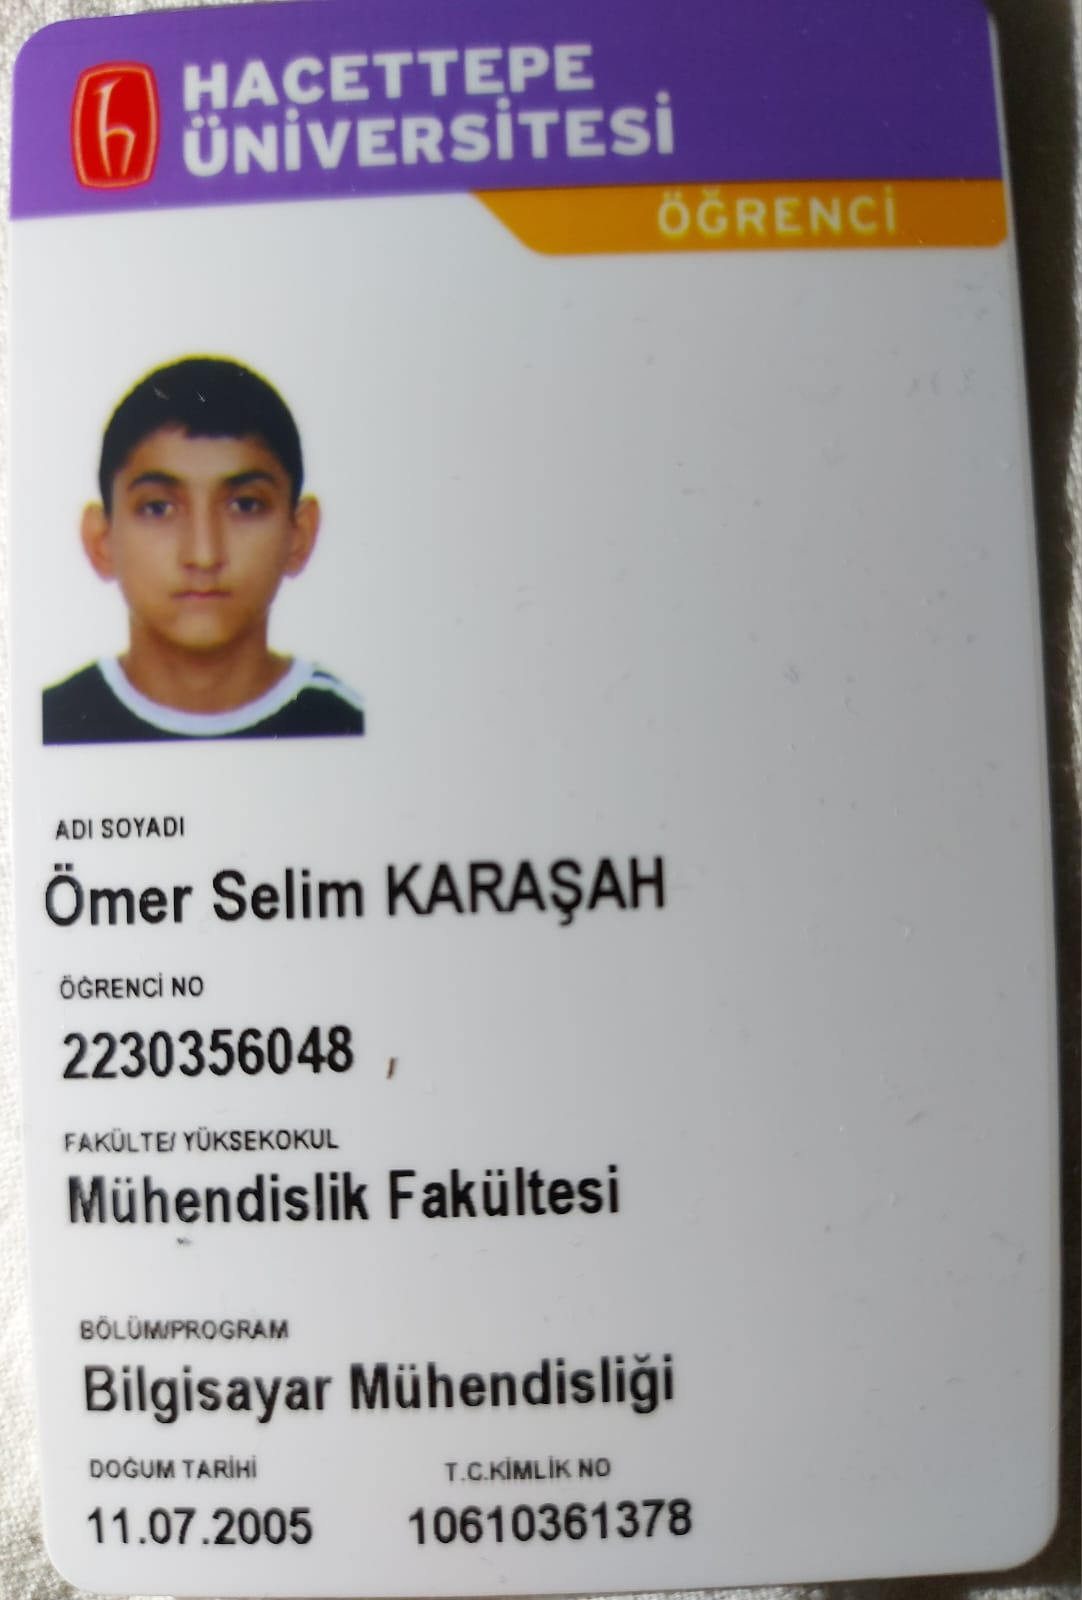 HACETTEPE
ÜNİVERSİTESİ
ÖĞRENCİ
ADI SOYADI
Ömer Selim KARAŞAH
ÖĞRENCİ NO
2230356048
FAKÜLTE/ YÜKSEKOKUL
Mühendislik Fakültesi
BÖLÜM/PROGRAM
Bilgisayar Mühendisliği
DOĞUM TARİHİ T.C.KİMLİK NO
11.07.2005 10610361378